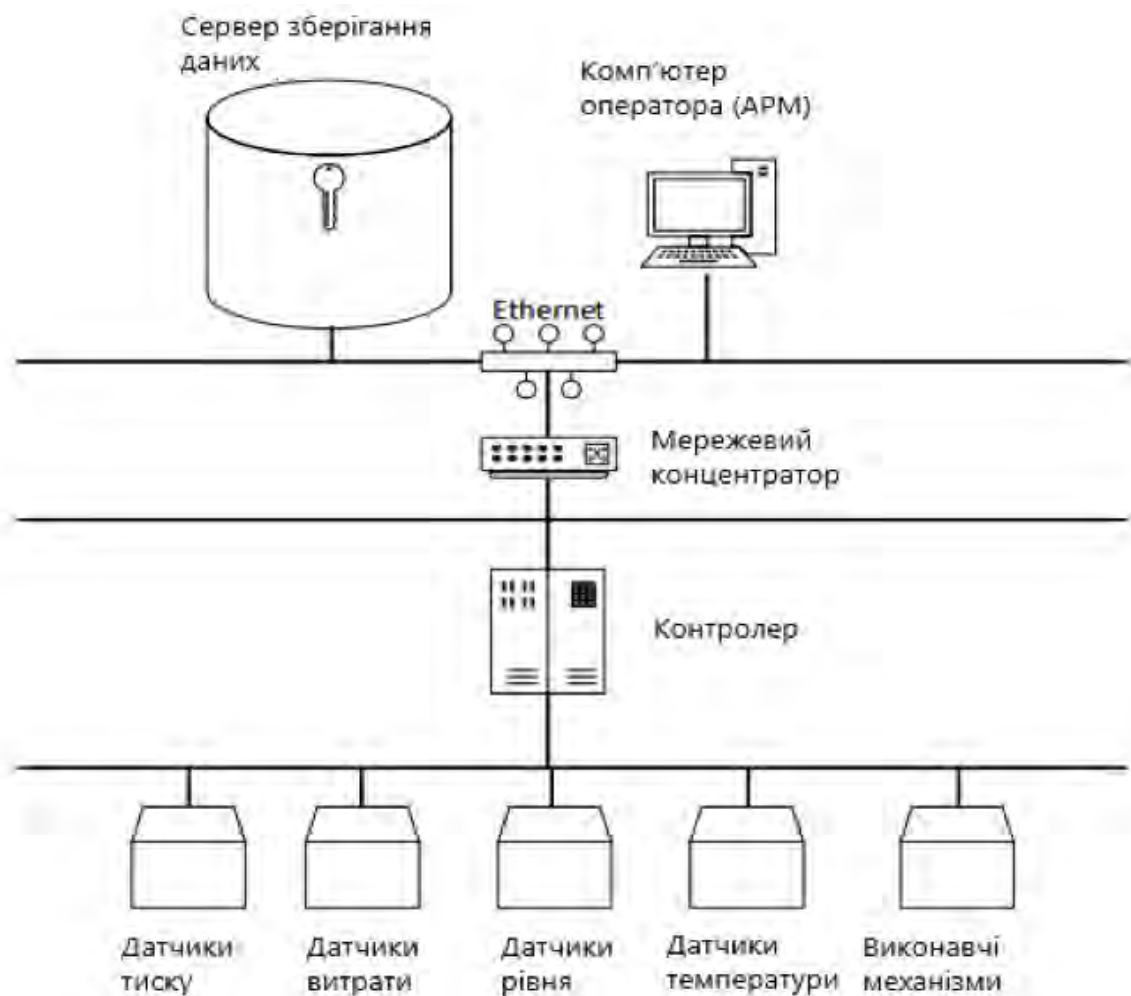 Сервер зберігання
даних
Комп'ютер
оператора (АРМ)
Ethernet
Мережевий
концентратор
Контролер
Датчики
тиску
Датчики
витрати
Датчики
рівня
Датчики
температури
Виконавчі
механізми